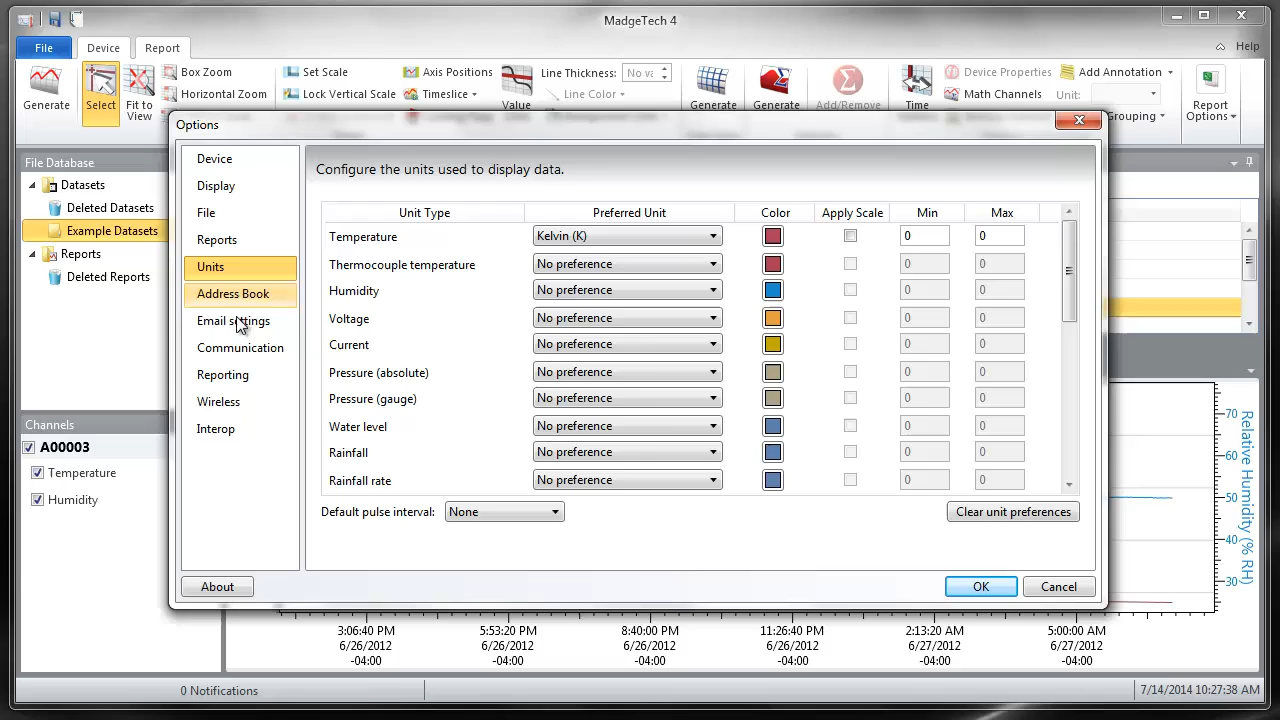 MadgeTech 4
File
Device
Report
Help
Generate
Select
Fit to
View
Box Zoom
Horizontal Zoom
Set Scale
Lock Vertical Scale
Axis Positio
Timeslice
Value
Line Thickness:
Line Color
Generate
Generate
Add/Remove
Time
Device Properties
Math Channels
Add Annotation
Unit:
Grouping
Report
Options
File Database
Datasets
Deleted Datasets
Example Datasets
Reports
Deleted Reports
Channels
A00003
Temperature
Humidity
Options
Device
Display
File
Reports
Units
Address Book
Email settings
Communication
Reporting
Wireless
Interop
About
Configure the units used to display data.
Unit Type Preferred Unit Color Apply Scale Min Max
Temperature Kelvin (K) 0 0
Thermocouple temperature No preference 0 0
Humidity No preference 0 0
Voltage No preference 0 0
Current No preference 0 0
Pressure (absolute) No preference 0 0
Pressure (gauge) No preference 0 0
Water level No preference 0 0
Rainfall No preference 0 0
Rainfall rate No preference 0 0
Default pulse interval: None
Clear unit preferences
OK
Cancel
70
60
50
40
30
Relative Humidity (% RH)
3:06:40 PM
6/26/2012
-04:00
5:53:20 PM
6/26/2012
-04:00
8:40:00 PM
6/26/2012
-04:00
11:26:40 PM
6/26/2012
-04:00
2:13:20 AM
6/27/2012
-04:00
5:00:00 AM
6/27/2012
-04:00
0 Notifications
7/14/2014 10:27:38 AM